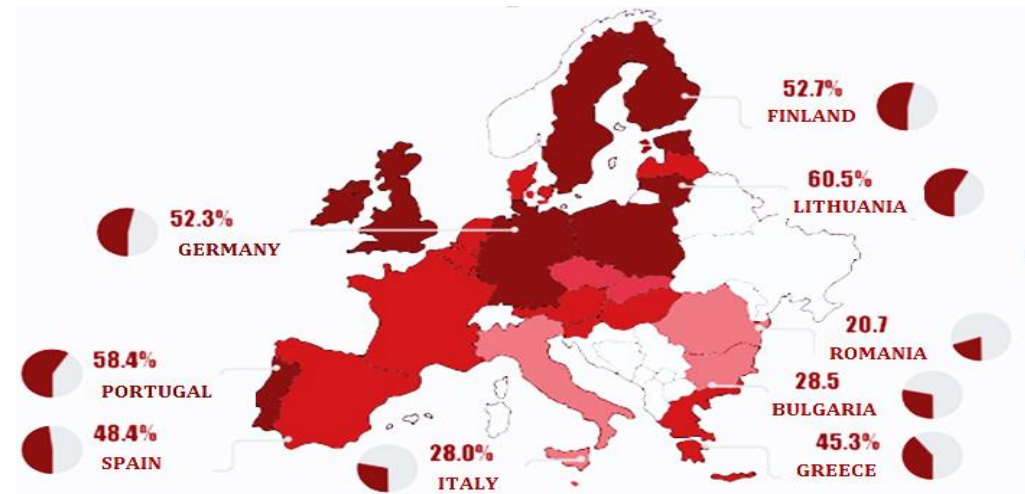 52.7%
FINLAND
60.5%
LITHUANIA
52.3%
GERMANY
20.7
ROMANIA
58.4%
PORTUGAL
28.5
BULGARIA
48.4%
SPAIN
28.0%
ITALY
45.3%
GREECE